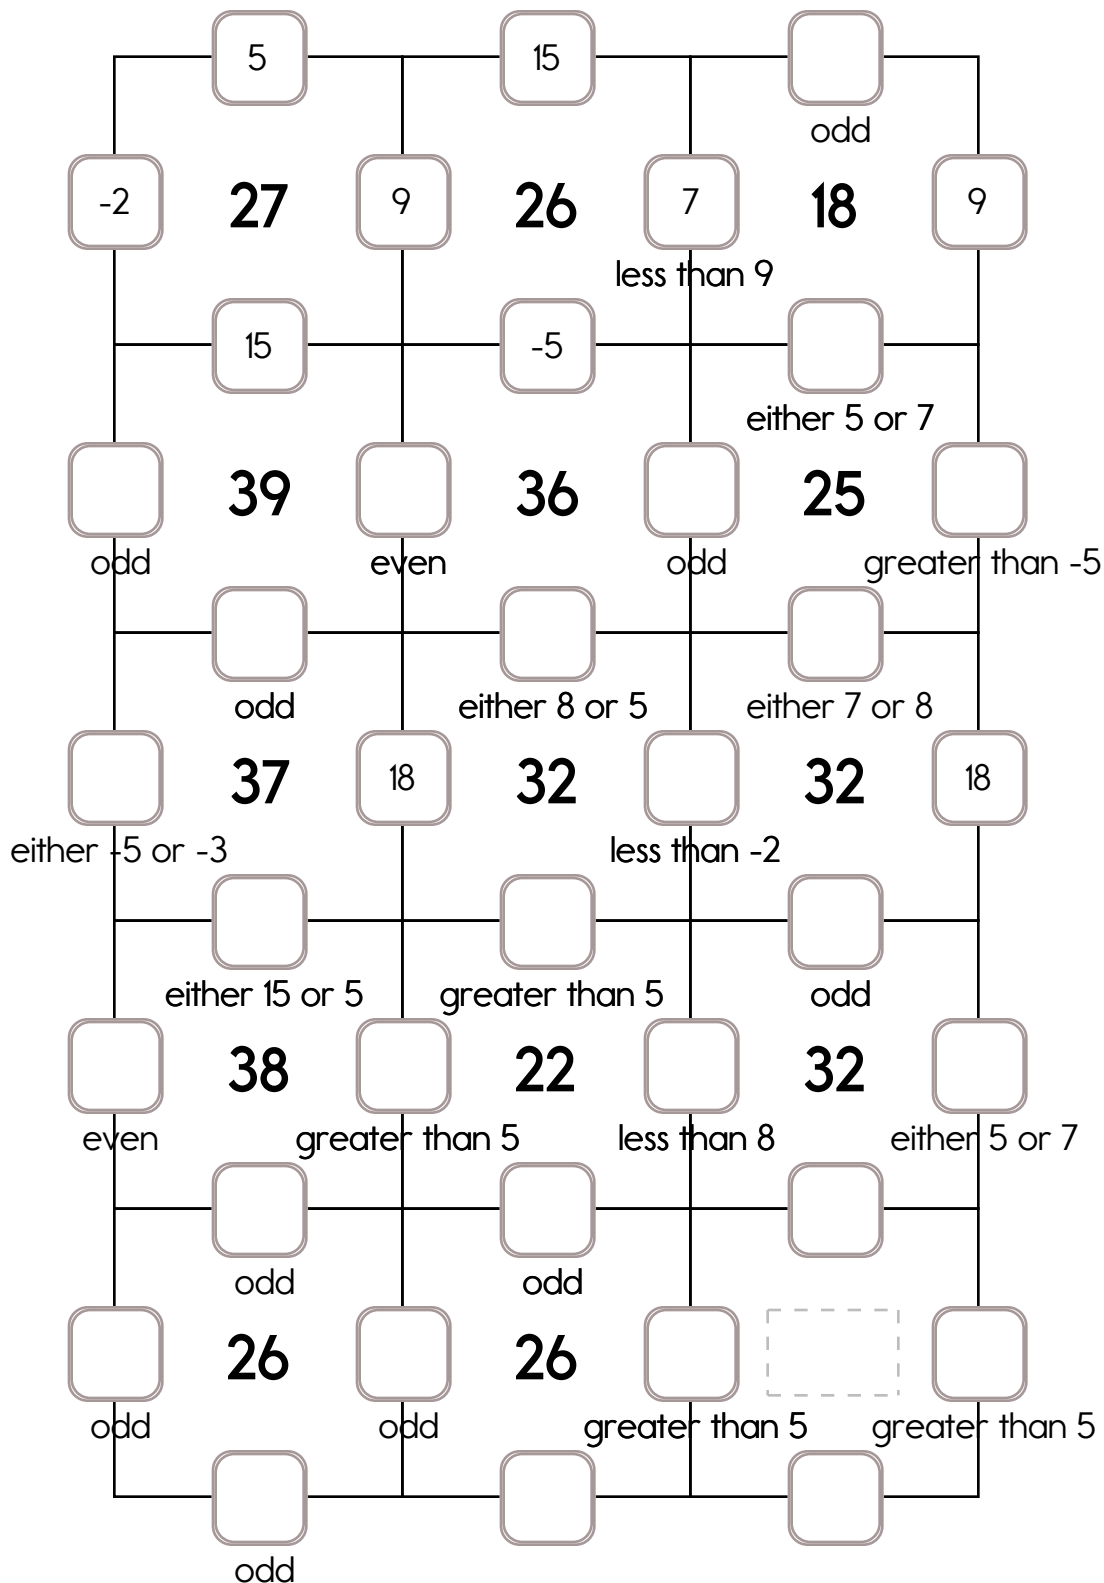 5 15
odd
-2 27 9 26 7 18 9
less than 9
15 -5
either 5 or 7
39 36 25
odd even odd greater than -5
odd either 8 or 5 either 7 or 8
37 18 32 32 18
either -5 or -3 less than -2
either 15 or 5 greater than 5 odd
38 22 32
even greater than 5 less than 8 either 5 or 7
odd odd
26 26
odd odd greater than 5 greater than 5
odd